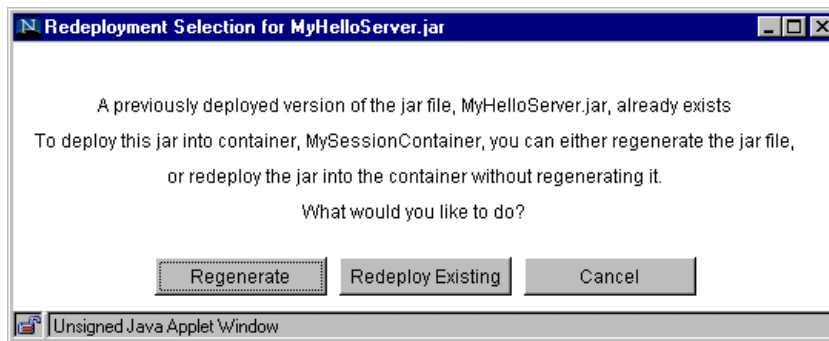 N Redeployment Selection for MyHelloServer.jar
A previously deployed version of the jar file, MyHelloServer.jar, already exists
To deploy this jar into container, MySessionContainer, you can either regenerate the jar file,
or redeploy the jar into the container without regenerating it.
What would you like to do?
Regenerate Redeploy Existing Cancel
Unsigned Java Applet Window